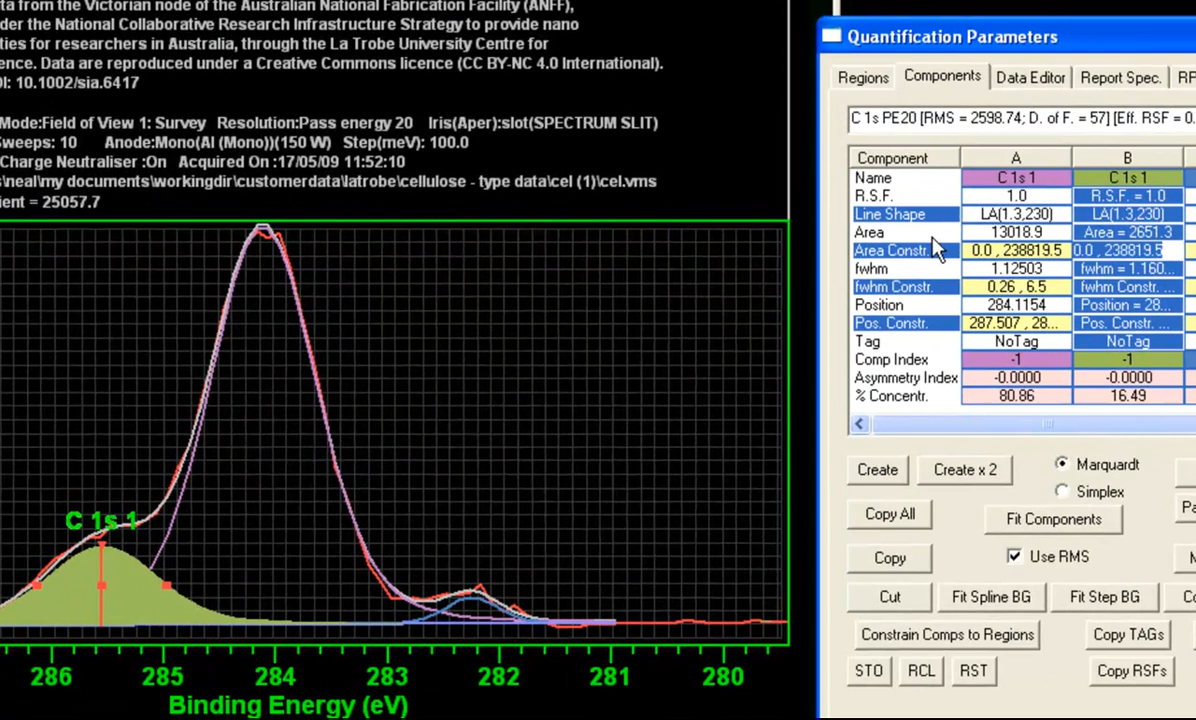 ta from the Victorian node of the Australian National Fabrication Facility (ANFF),
der the National Collaborative Research Infrastructure Strategy to provide nano
ties for researchers in Australia, through the La Trobe University Centre for
ence. Data are reproduced under a Creative Commons licence (CC BY-NC 4.0 International).
OI: 10.1002/sia.6417
Mode:Field of View 1: Survey Resolution:Pass energy 20 Iris(Aper):slot(SPECTRUM SLIT)
Sweeps: 10 Anode:Mono(Al (Mono))(150 W) Step(meV): 100.0
Charge Neutraliser :On Acquired On :17/05/09 11:52:10
s\neal\my documents\workingdir\customerdata\latrobe\cellulose - type data\cel (1)\cel.vms
ient = 25057.7
C 1s 1
286 285 284 283 282 281 280
Binding Energy (eV)
Quantification Parameters
Regions Components Data Editor Report Spec. RF
C 1s PE20 [RMS = 2598.74; D. of F. = 57] [Eff. RSF = 0.
Component A B
Name C 1s 1 C 1s 1
R.S.F. 1.0 R.S.F. = 1.0
Line Shape LA(1.3,230) LA(1.3,230)
Area 13018.9 Area = 2651.3
Area Constr. 0.0 , 238819.5 0.0 , 238819.5
fwhm 1.12503 fwhm = 1.160...
fwhm Constr. 0.26 , 6.5 fwhm Constr. ...
Position 284.1154 Position = 28...
Pos. Constr. 287.507 , 28... Pos. Constr. ...
Tag NoTag NoTag
Comp Index -1 -1
Asymmetry Index -0.0000 -0.0000
% Concentr. 80.86 16.49
Create Create x 2 Marquardt
Simplex
Copy All Fit Components Pa
Copy Use RMS N
Cut Fit Spline BG Fit Step BG Co
Constrain Comps to Regions Copy TAGs
STO RCL RST Copy RSFs